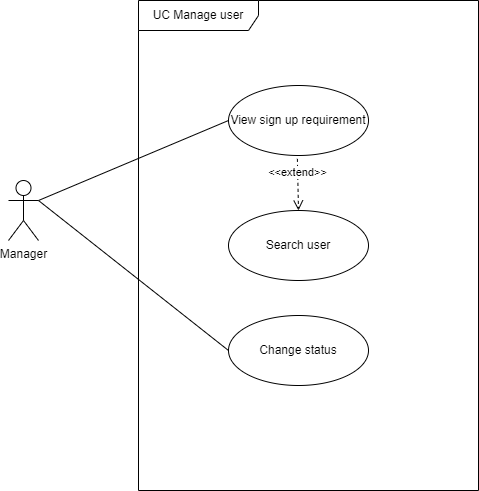 UC Manage user
View sign up requirement
<<extend>>
Manager
Search user
Change status